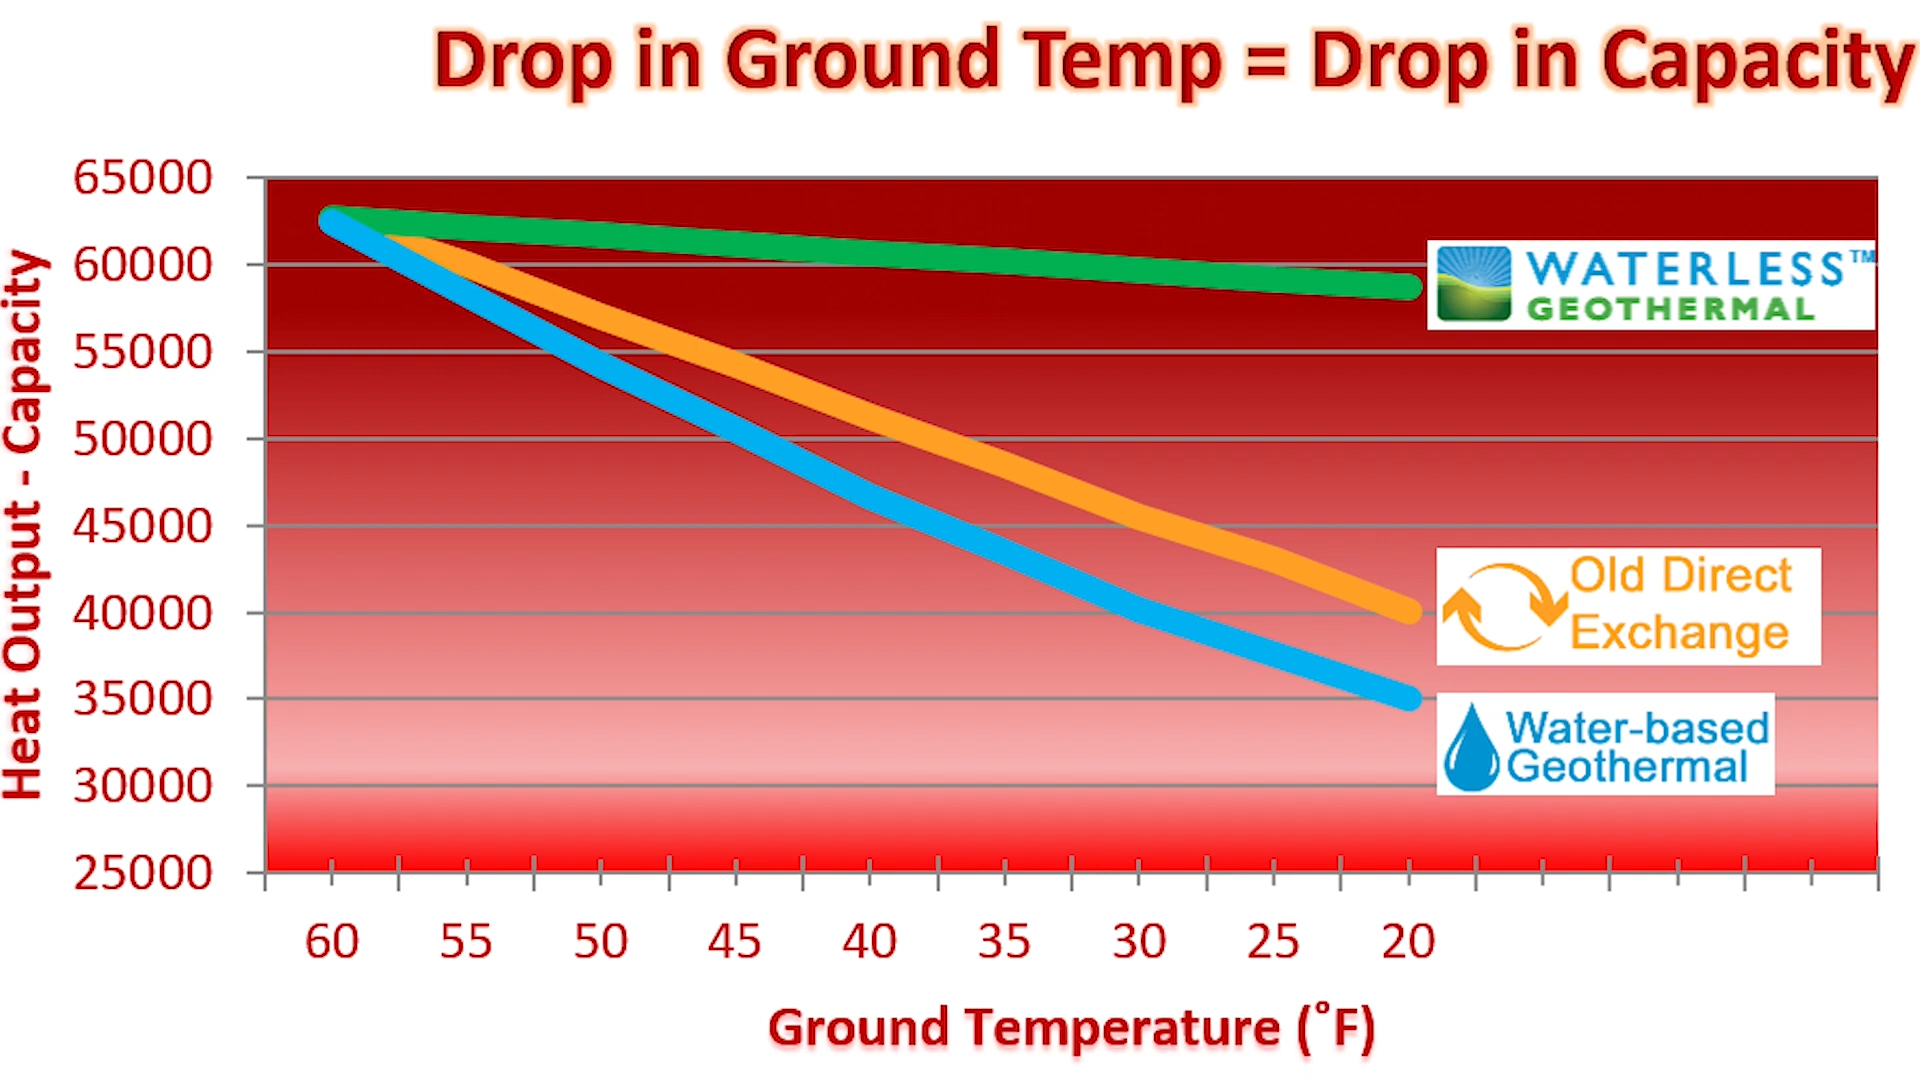 Drop in Ground Temp = Drop in Capacity
Heat Output - Capacity
65000
60000
55000
50000
45000
40000
35000
30000
25000
WATERLESS™
GEOTHERMAL
Old Direct
Exchange
Water-based
Geothermal
60 55 50 45 40 35 30 25 20
Ground Temperature (˚F)